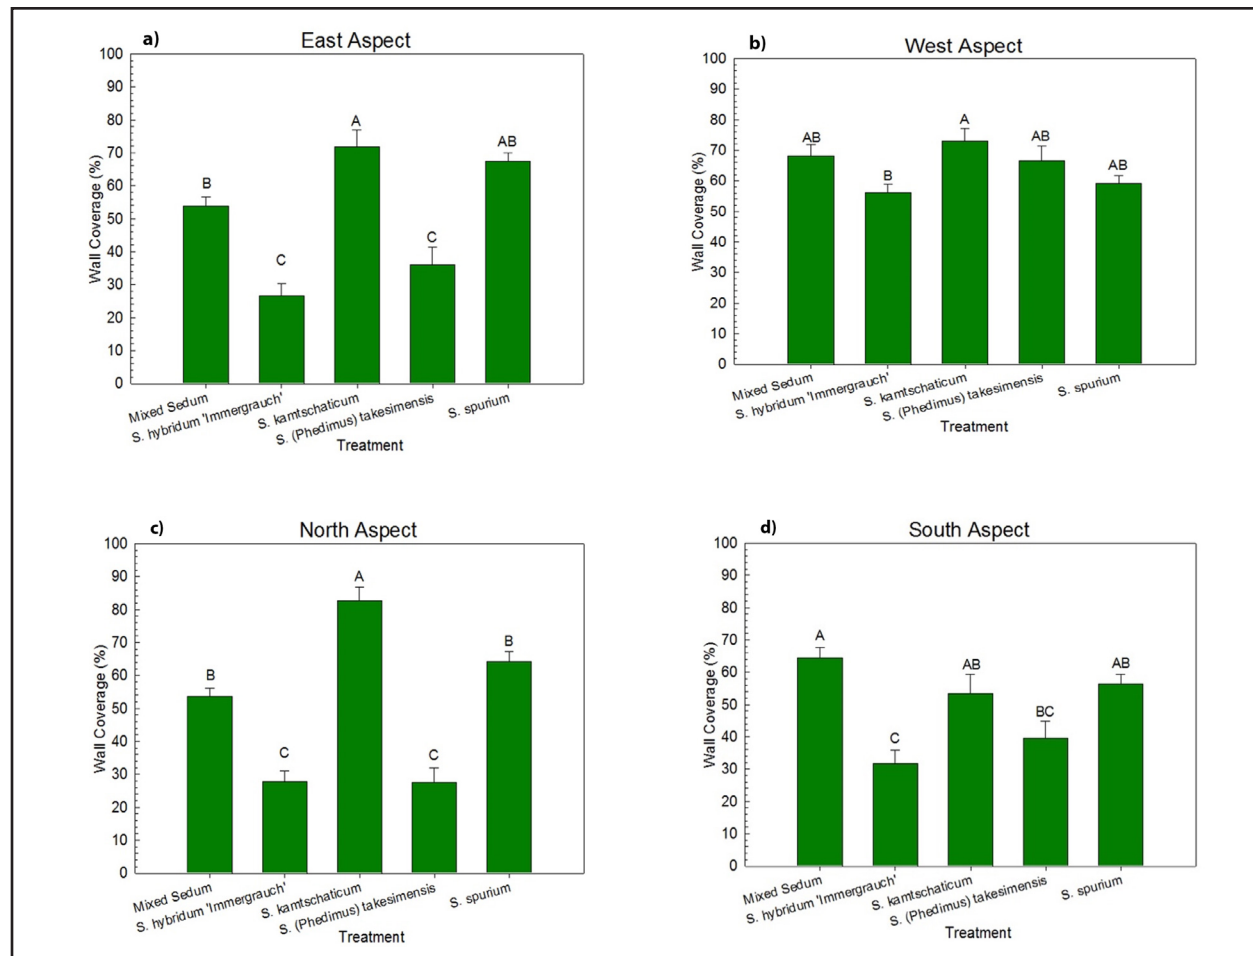 a)
East Aspect
100
90
80
70
60
50
40
30
20
10
0
Wall Coverage (%)
B
C
A
C
AB
Mixed Sedum
S. hybridum 'Immergrauch'
S. kamtschaticum
S. (Phedimus) takesimensis
S. spurium
Treatment
b)
West Aspect
100
90
80
70
60
50
40
30
20
10
0
Wall Coverage (%)
AB
B
A
AB
AB
Mixed Sedum
S. hybridum 'Immergrauch'
S. kamtschaticum
S. (Phedimus) takesimensis
S. spurium
Treatment
c)
North Aspect
100
90
80
70
60
50
40
30
20
10
0
Wall Coverage (%)
B
C
A
C
B
Mixed Sedum
S. hybridum 'Immergrauch'
S. kamtschaticum
S. (Phedimus) takesimensis
S. spurium
Treatment
d)
South Aspect
100
90
80
70
60
50
40
30
20
10
0
Wall Coverage (%)
A
C
AB
BC
AB
Mixed Sedum
S. hybridum 'Immergrauch'
S. kamtschaticum
S. (Phedimus) takesimensis
S. spurium
Treatment